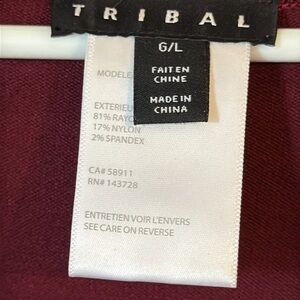 TRIBAL
G/L
FAIT EN
CHINE
MADE IN
CHINA
MODELE
EXTERIEU
81% RAYO
17% NYLON
2% SPANDEX
CA# 58911
RN# 143728
ENTRETIEN VOIR L'ENVERS
SEE CARE ON REVERSE